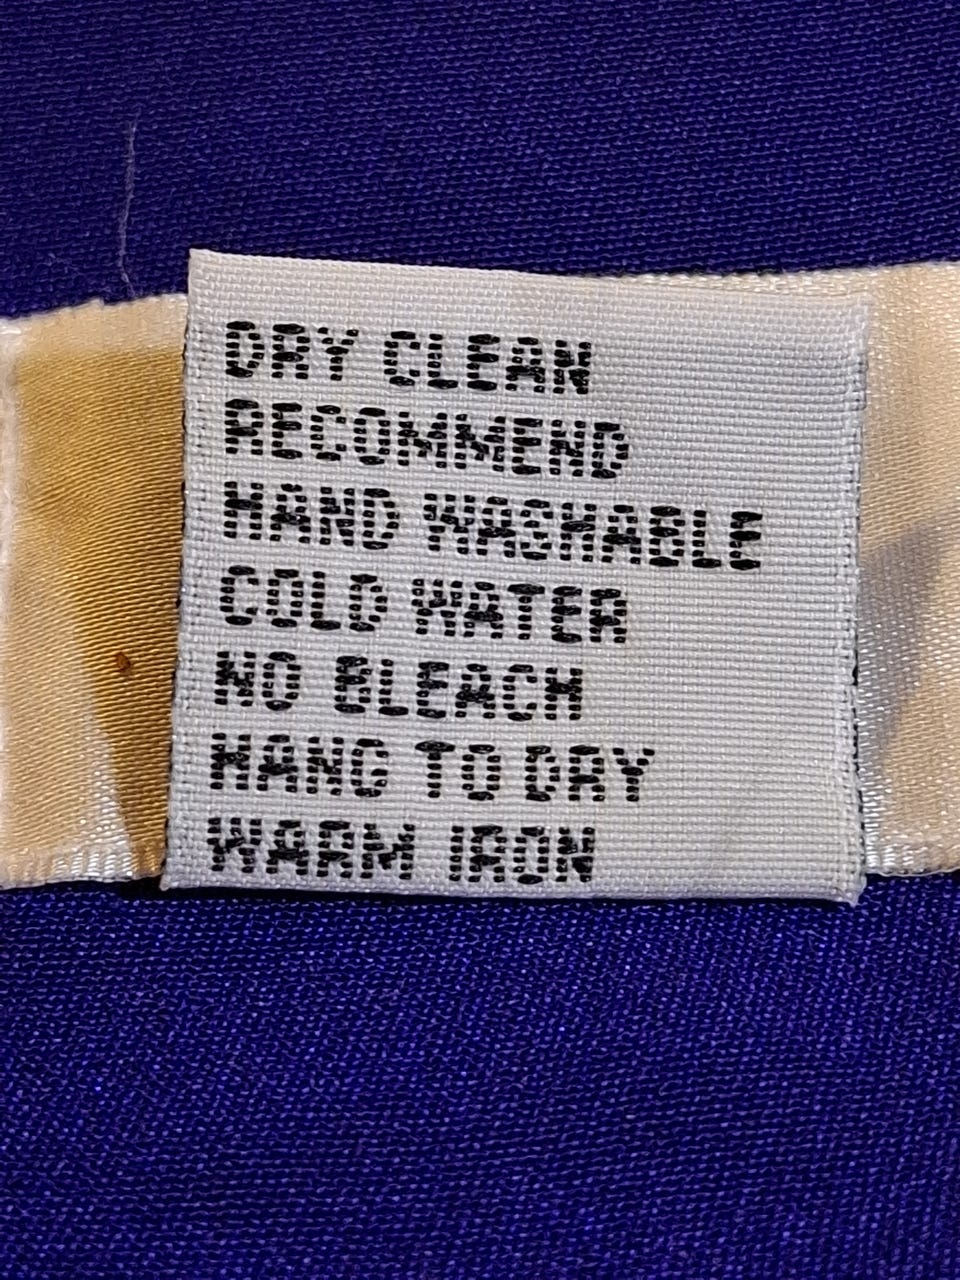 DRY CLEAN
RECOMMEND
HAND WASHABLE
COLD WATER
NO BLEACH
HANG TO DRY
WARM IRON